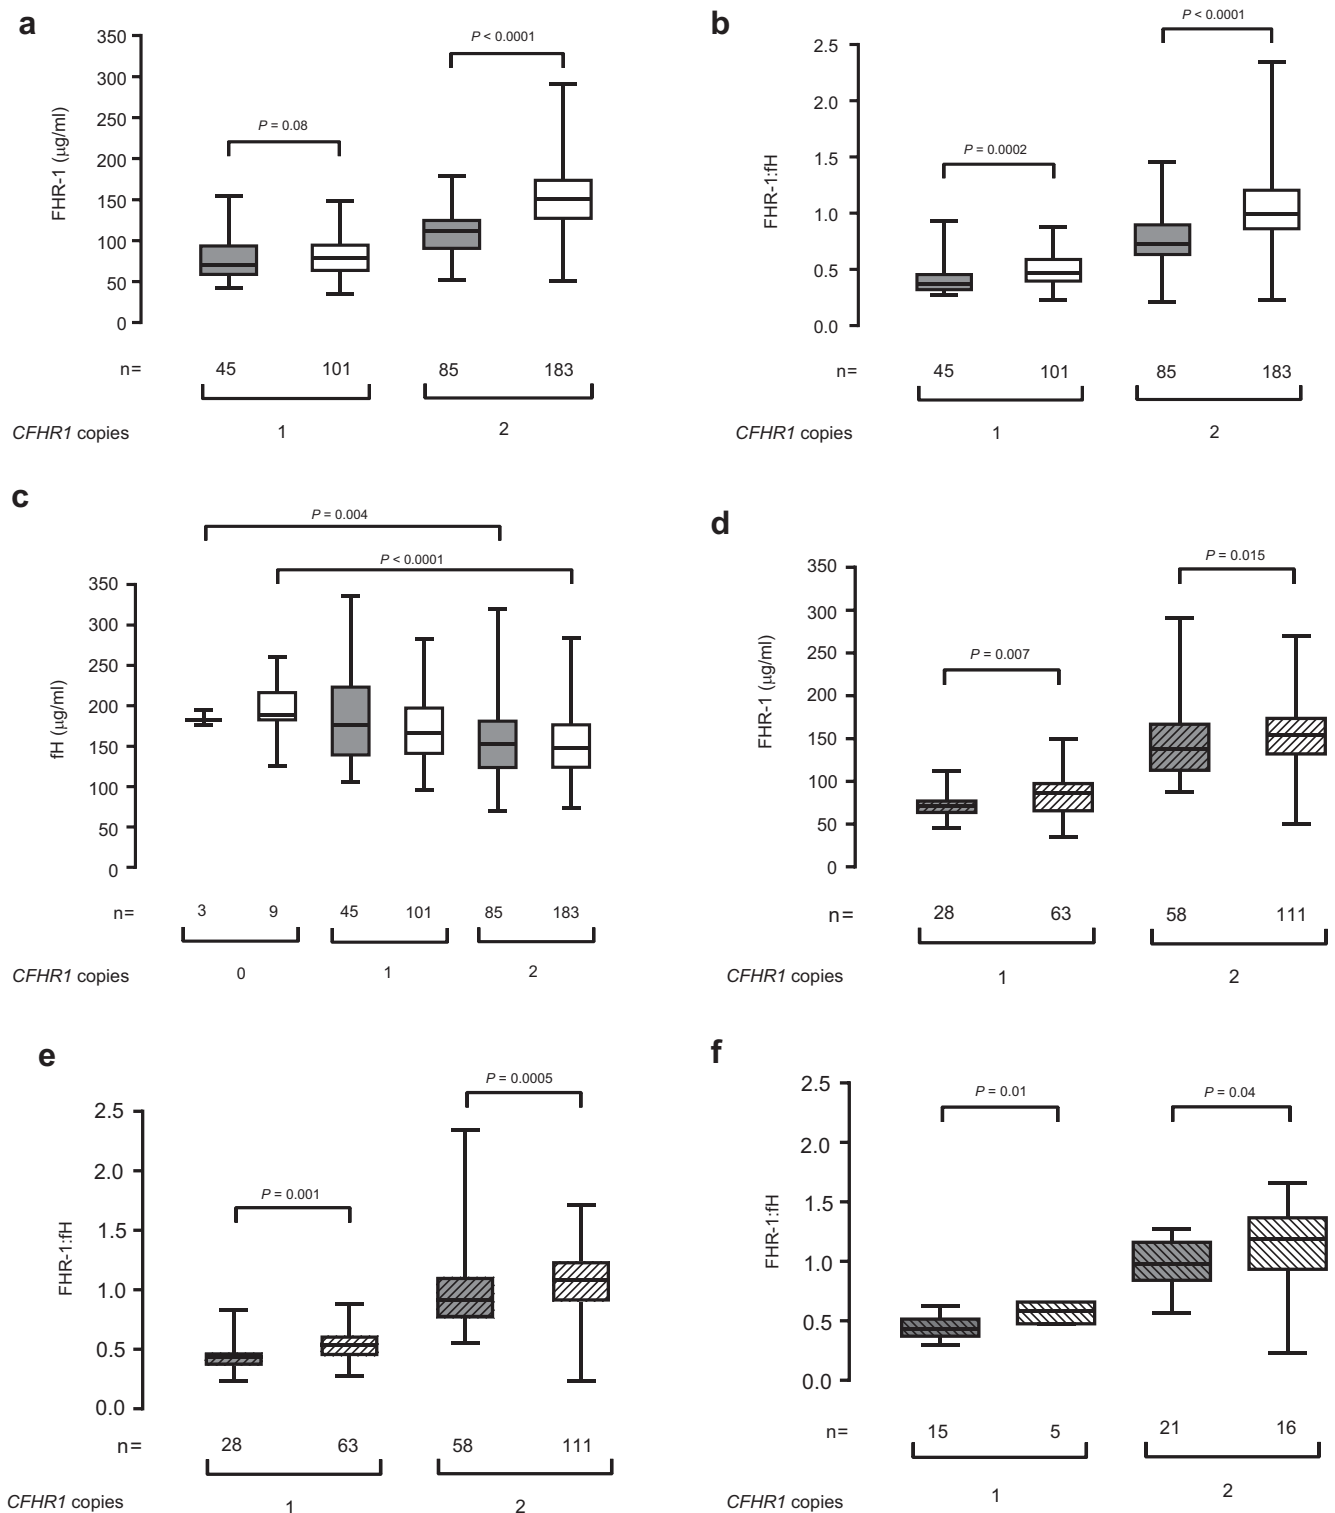 a
P < 0.0001
P = 0.08
FHR-1 (μg/ml)
350
300
250
200
150
100
50
0
n= 45 101 85 183
CFHR1 copies 1 2
b
P < 0.0001
P = 0.0002
FHR-1:fH
2.5
2.0
1.5
1.0
0.5
0.0
n= 45 101 85 183
CFHR1 copies 1 2
c
P = 0.004
P < 0.0001
fH (μg/ml)
350
300
250
200
150
100
50
0
n= 3 9 45 101 85 183
CFHR1 copies 0 1 2
d
P = 0.015
P = 0.007
FHR-1 (μg/ml)
350
300
250
200
150
100
50
0
n= 28 63 58 111
CFHR1 copies 1 2
e
P = 0.0005
P = 0.001
FHR-1:fH
2.5
2.0
1.5
1.0
0.5
0.0
n= 28 63 58 111
CFHR1 copies 1 2
f
P = 0.01 P = 0.04
FHR-1:fH
2.5
2.0
1.5
1.0
0.5
0.0
n= 15 5 21 16
CFHR1 copies 1 2